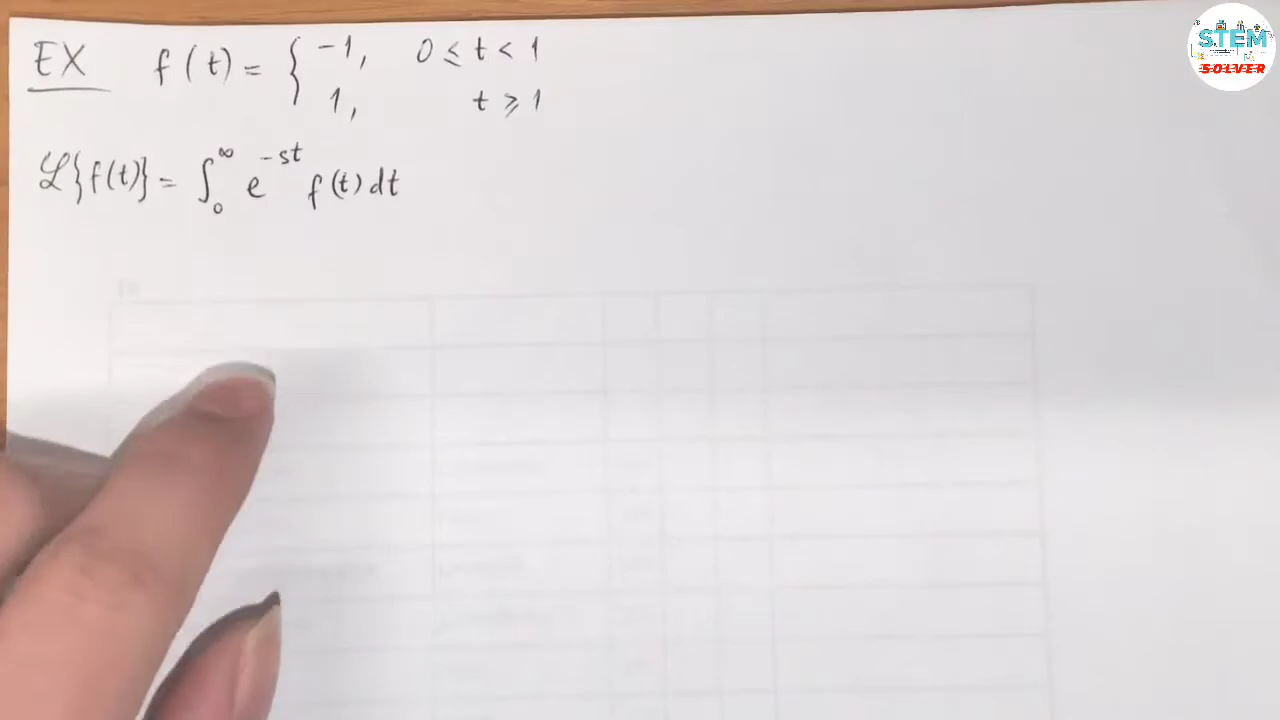 EX f(t) = { -1, 0 ≤ t < 1
1, t ≥ 1
ℒ{f(t)} = ∫₀^∞ e^{-st} f(t) dt
STEM
SOLVER